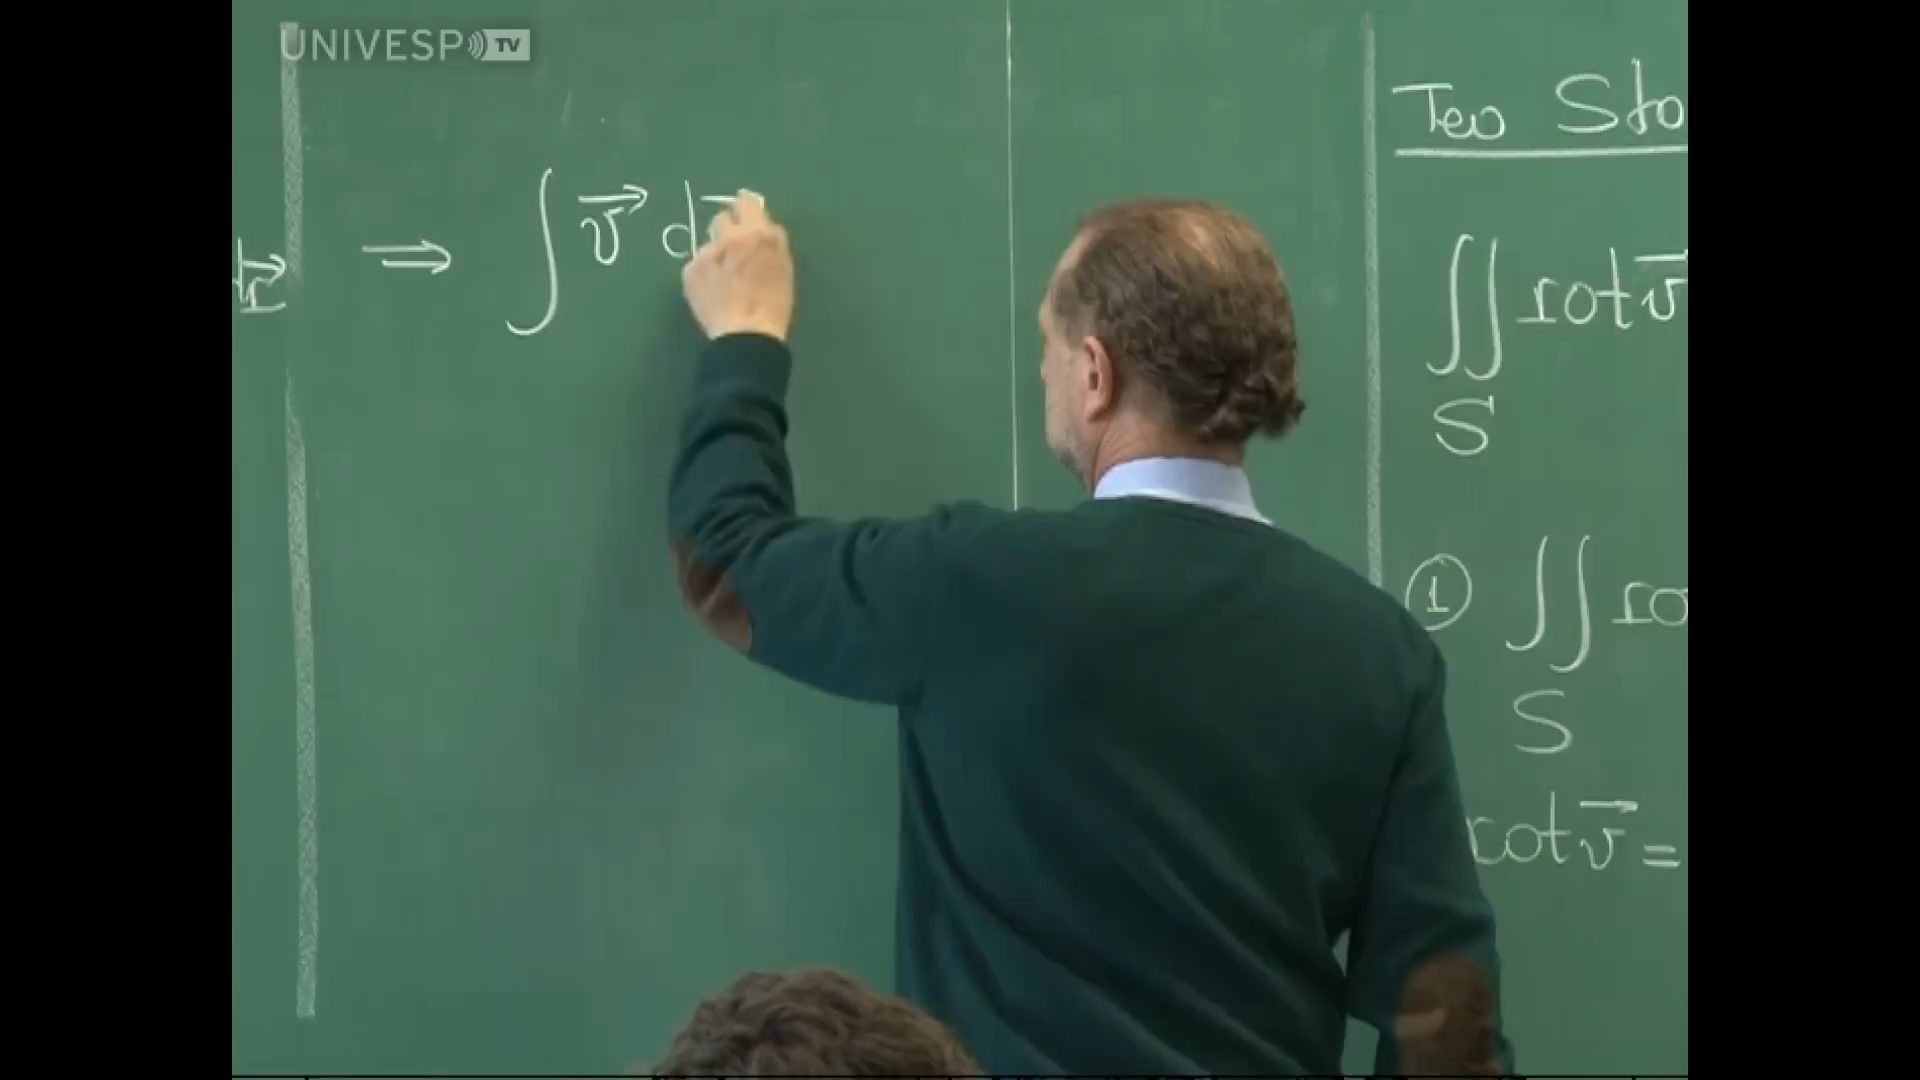 UNIVESP TV
r⃗ ⇒ ∫ v⃗ d
Teo Sto
∬ rot v⃗
S
① ∬ ro
S
rot v⃗ =